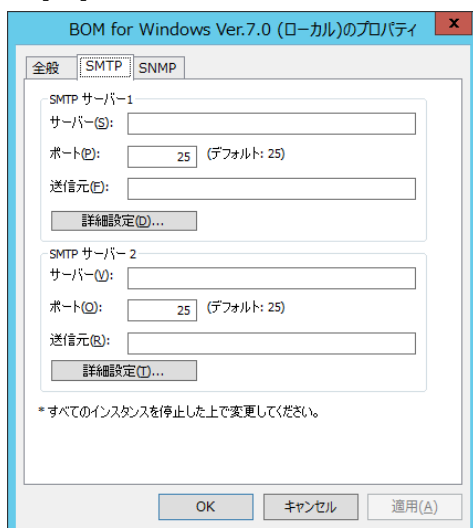 BOM for Windows Ver.7.0 (ローカル)のプロパティ x
全般 SMTP SNMP
SMTP サーバー1
サーバー(S):
ポート(P): 25 (デフォルト: 25)
送信元(F):
詳細設定(D)...
SMTP サーバー 2
サーバー(V):
ポート(O): 25 (デフォルト: 25)
送信元(R):
詳細設定(T)...
* すべてのインスタンスを停止した上で変更してください。
OK キャンセル 適用(A)